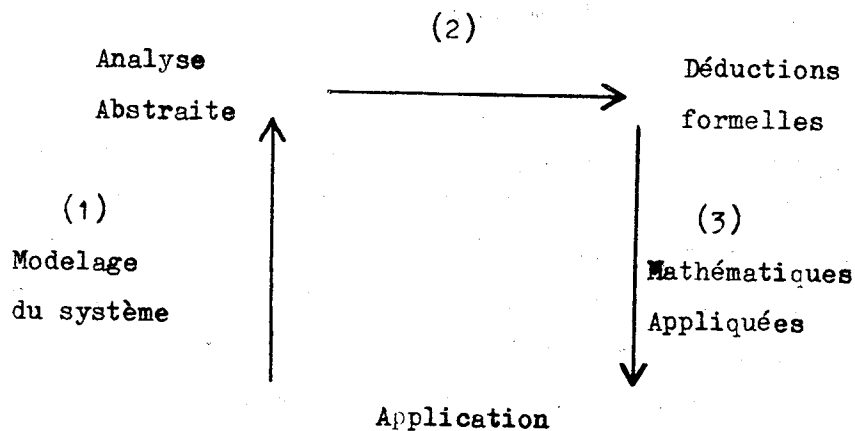 (2)
Analyse
Abstraite
Déductions
formelles
(1)
Modelage
du système
(3)
Mathématiques
Appliquées
Application